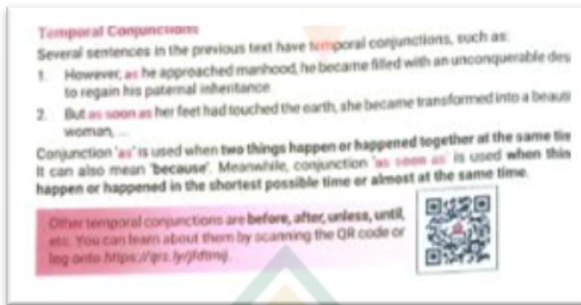 Temporal Conjunctions
Several sentences in the previous text have temporal conjunctions, such as:
1. However, as he approached manhood, he became filled with an unconquerable des
to regain his paternal inheritance.
2. But as soon as her feet had touched the earth, she became transformed into a beauti
woman, ...
Conjunction 'as' is used when two things happen or happened together at the same tim
It can also mean 'because'. Meanwhile, conjunction 'as soon as' is used when thin
happen or happened in the shortest possible time or almost at the same time.
Other temporal conjunctions are before, after, unless, until,
etc. You can learn about them by scanning the QR code or
log onto